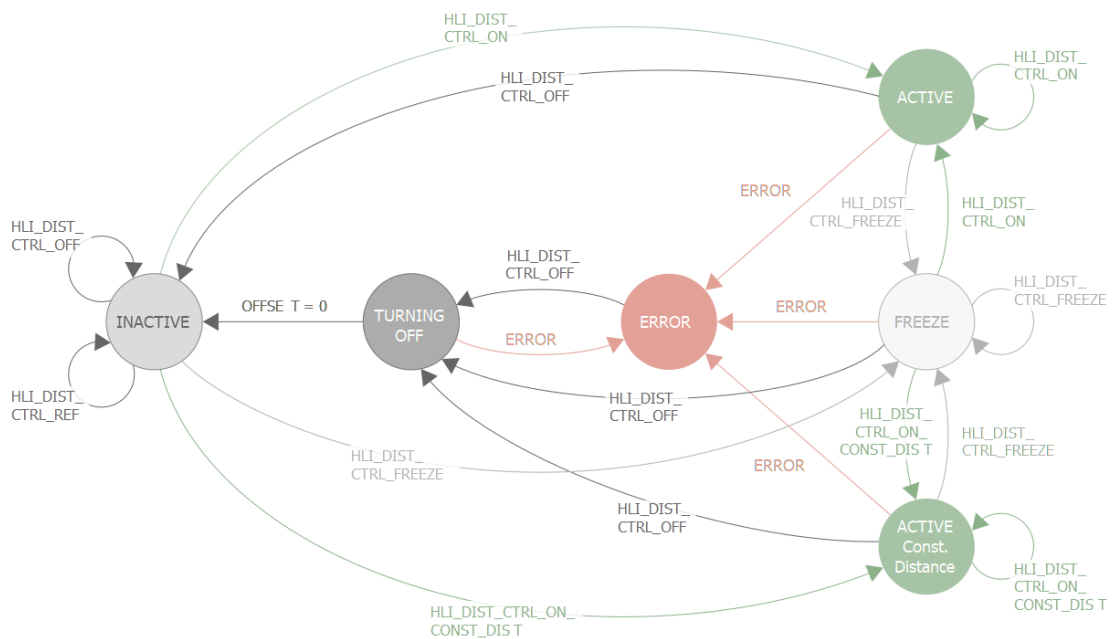 HLI_DIST_
CTRL_ON
HLI_DIST_
CTRL_OFF
ACTIVE
HLI_DIST_
CTRL_ON
ERROR
HLI_DIST_
CTRL_FREEZE
HLI_DIST_
CTRL_ON
HLI_DIST_
CTRL_OFF
HLI_DIST_
CTRL_OFF
INACTIVE
OFFSE T = 0
TURNING
OFF
ERROR
ERROR
ERROR
FREEZE
HLI_DIST_
CTRL_FREEZE
HLI_DIST_
CTRL_REF
HLI_DIST_
CTRL_OFF
HLI_DIST_
CTRL_ON_
CONST_DIS T
HLI_DIST_
CTRL_FREEZE
HLI_DIST_
CTRL_FREEZE
ERROR
HLI_DIST_
CTRL_OFF
ACTIVE
Const.
Distance
HLI_DIST_
CTRL_ON_
CONST_DIS T
HLI_DIST_CTRL_ON_
CONST_DIS T